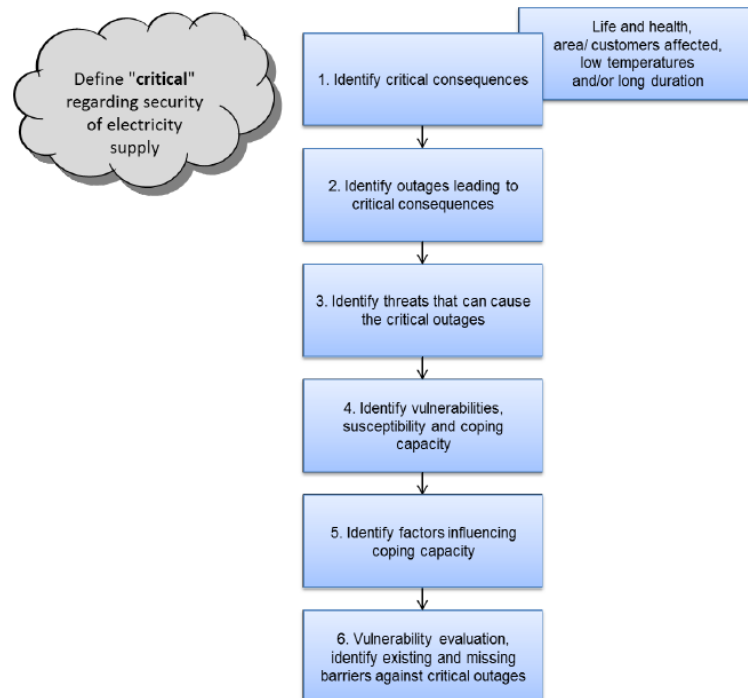 Define "critical"
regarding security
of electricity
supply
Life and health,
area/ customers affected,
low temperatures
and/or long duration
1. Identify critical consequences
2. Identify outages leading to
critical consequences
3. Identify threats that can cause
the critical outages
4. Identify vulnerabilities,
susceptibility and coping
capacity
5. Identify factors influencing
coping capacity
6. Vulnerability evaluation,
identify existing and missing
barriers against critical outages